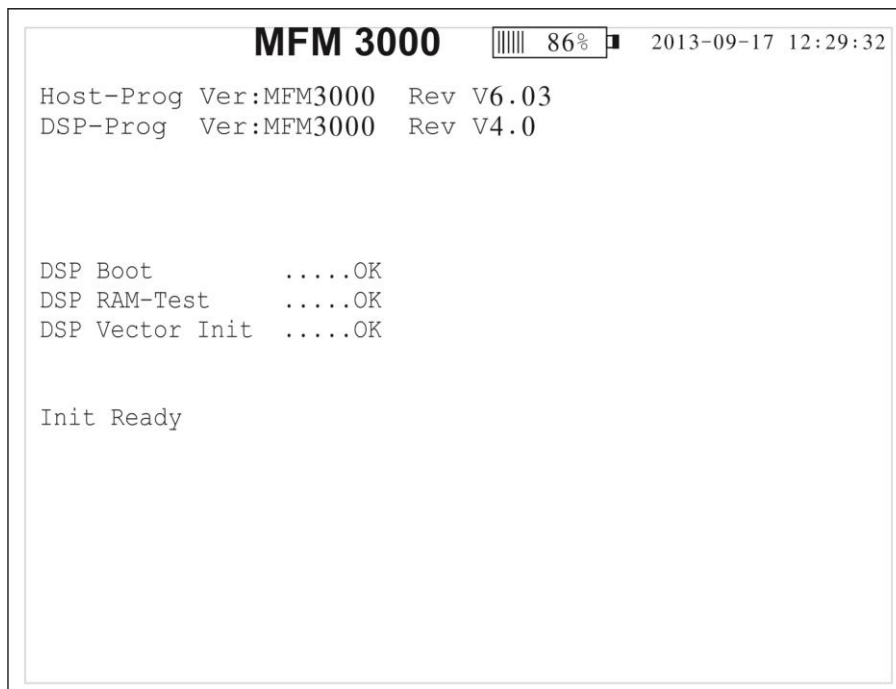 MFM 3000 86% 2013-09-17 12:29:32
Host-Prog Ver:MFM3000 Rev V6.03
DSP-Prog Ver:MFM3000 Rev V4.0
DSP Boot .....OK
DSP RAM-Test .....OK
DSP Vector Init .....OK
Init Ready